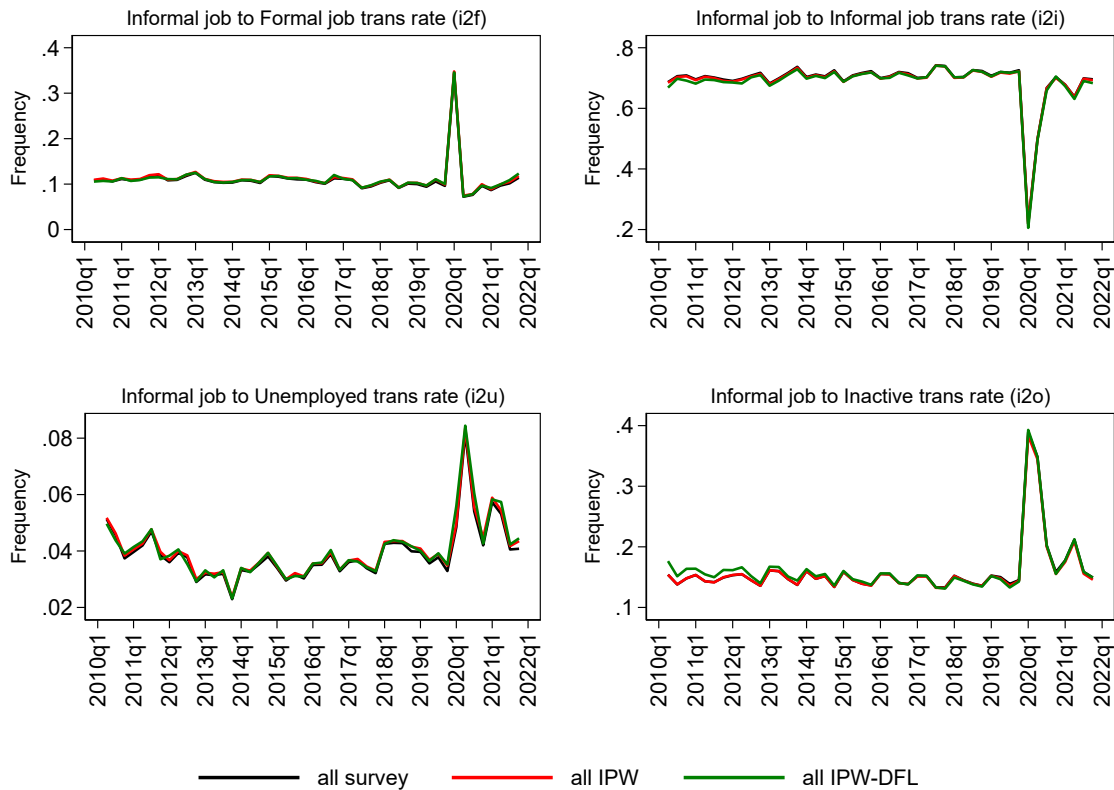 Informal job to Formal job trans rate (i2f)
Frequency
.4
.3
.2
.1
0
2010q1
2011q1
2012q1
2013q1
2014q1
2015q1
2016q1
2017q1
2018q1
2019q1
2020q1
2021q1
2022q1
Informal job to Informal job trans rate (i2i)
Frequency
.8
.6
.4
.2
2010q1
2011q1
2012q1
2013q1
2014q1
2015q1
2016q1
2017q1
2018q1
2019q1
2020q1
2021q1
2022q1
Informal job to Unemployed trans rate (i2u)
Frequency
.08
.06
.04
.02
2010q1
2011q1
2012q1
2013q1
2014q1
2015q1
2016q1
2017q1
2018q1
2019q1
2020q1
2021q1
2022q1
Informal job to Inactive trans rate (i2o)
Frequency
.4
.3
.2
.1
2010q1
2011q1
2012q1
2013q1
2014q1
2015q1
2016q1
2017q1
2018q1
2019q1
2020q1
2021q1
2022q1
all survey
all IPW
all IPW-DFL